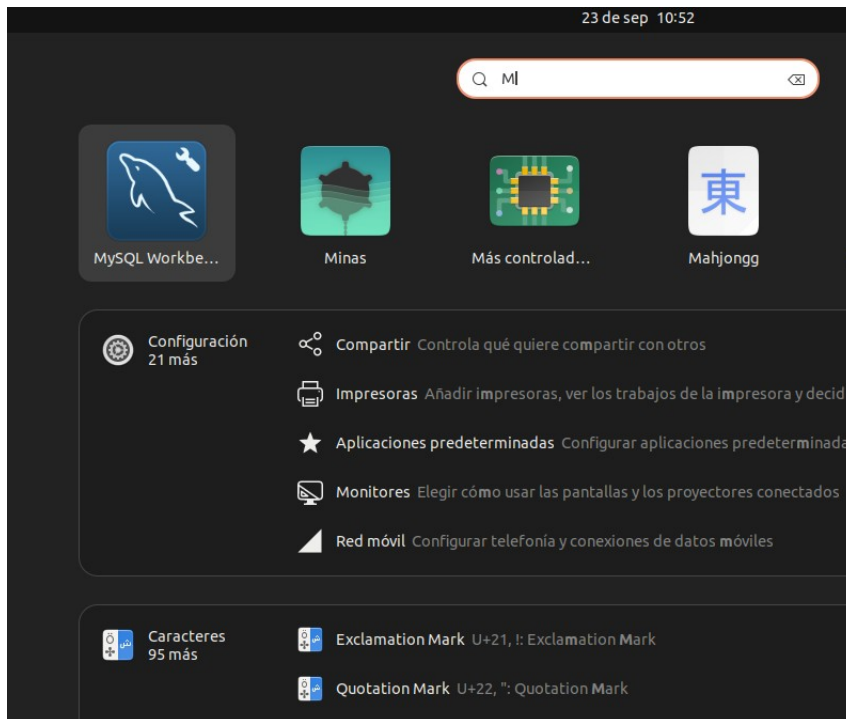 23 de sep 10:52
M
MySQL Workbe...
Minas
Más controlad...
東
Mahjongg
Configuración
21 más
Compartir Controla qué quiere compartir con otros
Impresoras Añadir impresoras, ver los trabajos de la impresora y decid
Aplicaciones predeterminadas Configurar aplicaciones predeterminada
Monitores Elegir cómo usar las pantallas y los proyectores conectados
Red móvil Configurar telefonía y conexiones de datos móviles
Caracteres
95 más
Exclamation Mark U+21, !: Exclamation Mark
Quotation Mark U+22, ": Quotation Mark